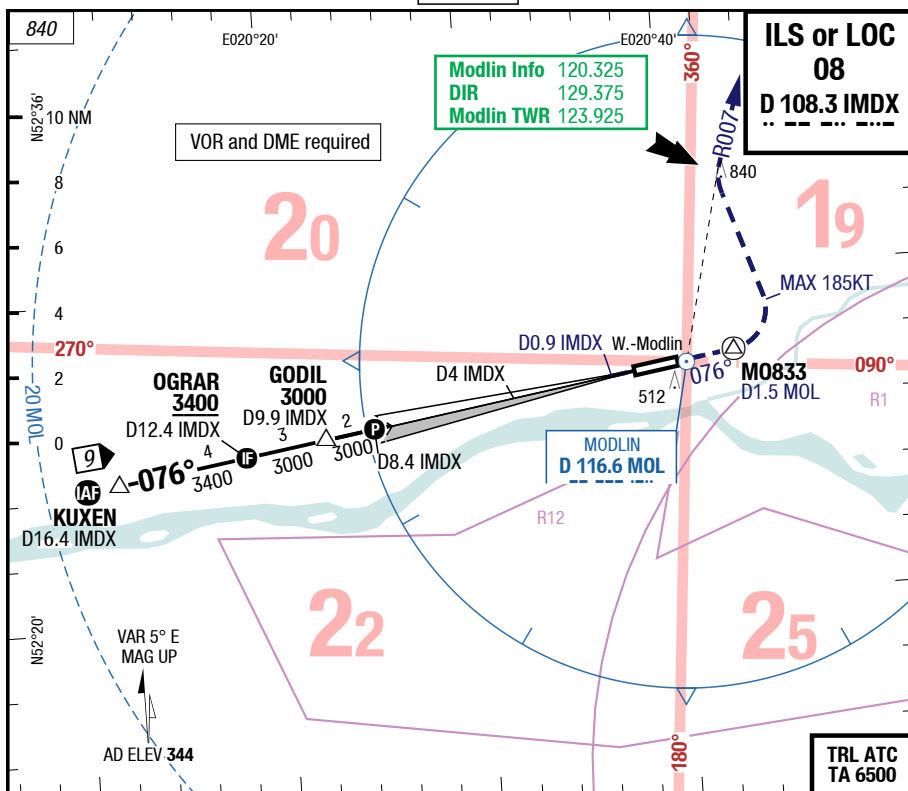 840
E020°20'
E020°40'
ILS or LOC
08
D 108.3 IMDX
Modlin Info 120.325
DIR 129.375
Modlin TWR 123.925
360°
R007
N52°36'
10 NM
VOR and DME required
8
840
20
19
6
MAX 185KT
4
270°
D0.9 IMDX
W.-Modlin
090°
2
OGRAR
3400
D12.4 IMDX
GODIL
3000
D9.9 IMDX
D4 IMDX
076°
MO833
D1.5 MOL
512
R1
20 MOL
0
4
3
2
P
IF
3400
3000
3000
D8.4 IMDX
MODLIN
D 116.6 MOL
9
076°
IAF
KUXEN
D16.4 IMDX
R12
N52°20'
22
25
VAR 5° E
MAG UP
AD ELEV 344
180°
TRL ATC
TA 6500